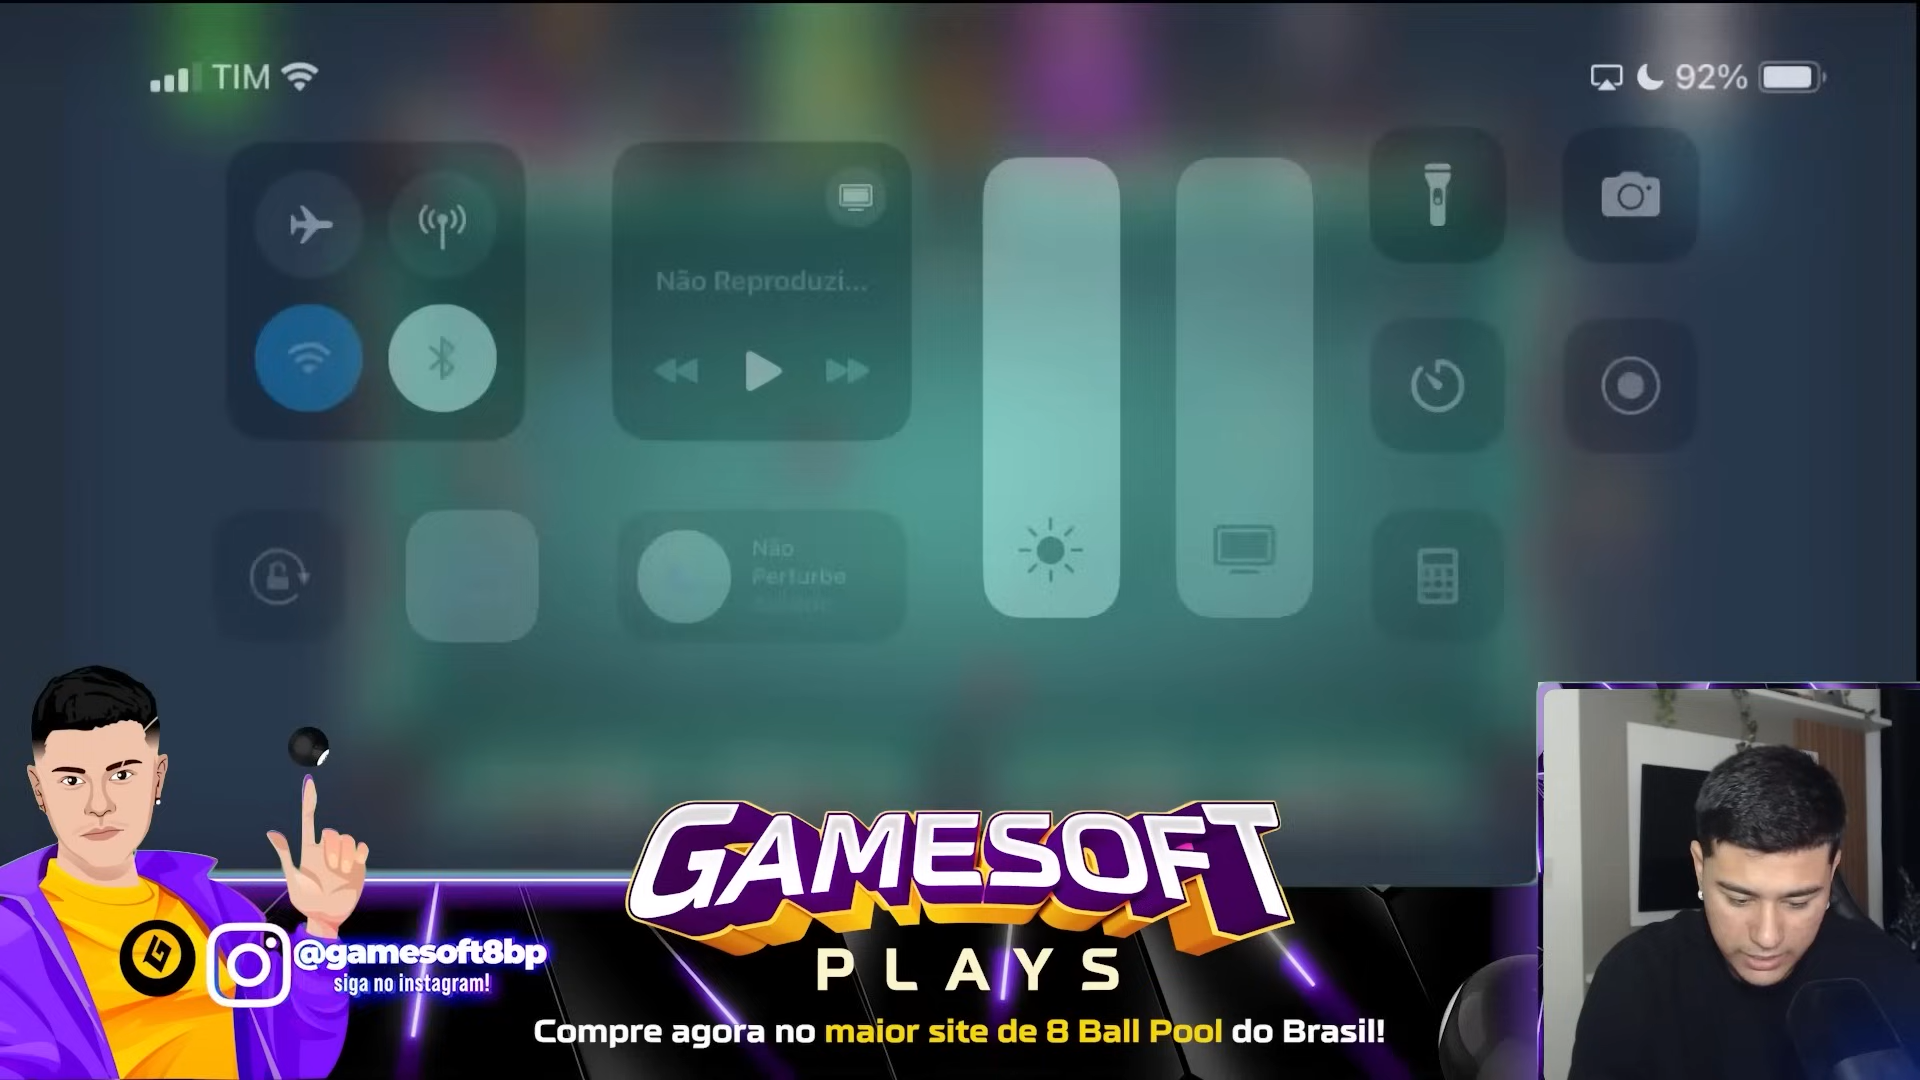 TIM
92%
Não Reproduzi...
Não
Perturbe
GAMESOFT
PLAYS
@gamesoft8bp
siga no instagram!
Compre agora no maior site de 8 Ball Pool do Brasil!